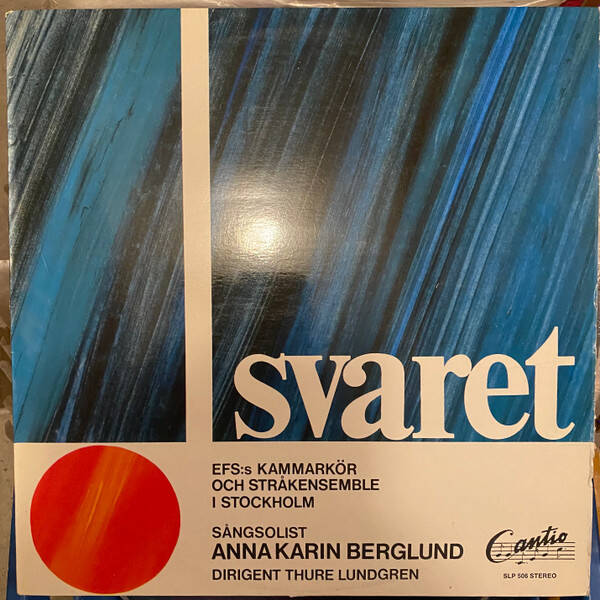 svaret
EFS:s KAMMARKÖR
OCH STRÅKENSEMBLE
I STOCKHOLM
SÅNGSOLIST
ANNA KARIN BERGLUND
DIRIGENT THURE LUNDGREN
Cantio
SLP 506 STEREO